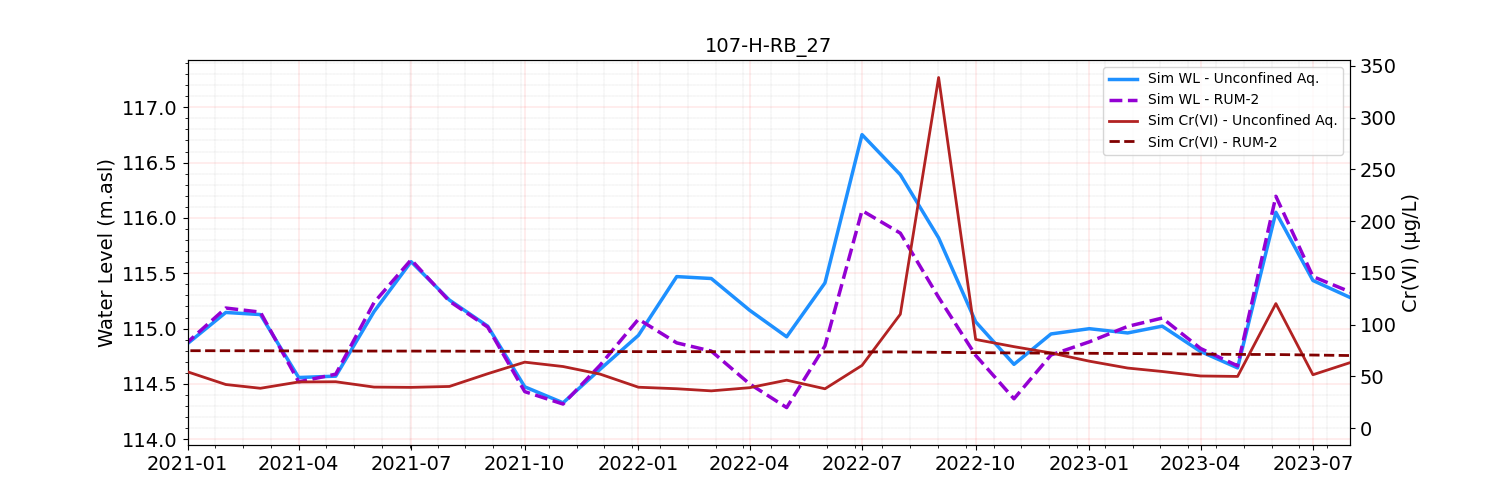 107-H-RB_27
Sim WL - Unconfined Aq.
Sim WL - RUM-2
Sim Cr(VI) - Unconfined Aq.
Sim Cr(VI) - RUM-2
Water Level (m.asl)
117.0
116.5
116.0
115.5
115.0
114.5
114.0
350
300
250
200
150
100
50
0
Cr(VI) (μg/L)
2021-01 2021-04 2021-07 2021-10 2022-01 2022-04 2022-07 2022-10 2023-01 2023-04 2023-07